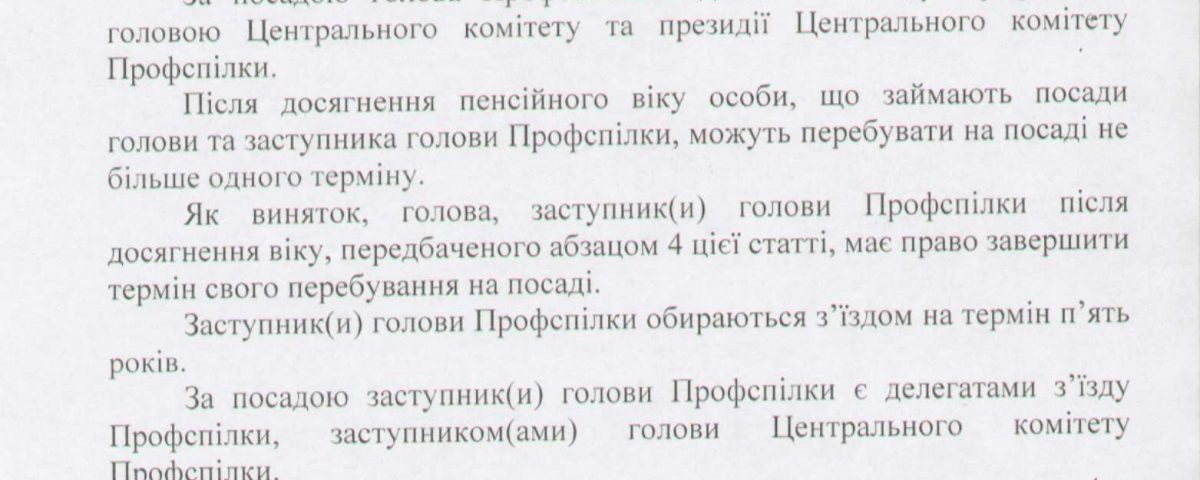 За посадою голова
головою Центрального комітету та президії Центрального комітету
Профспілки.
Після досягнення пенсійного віку особи, що займають посади
голови та заступника голови Профспілки, можуть перебувати на посаді не
більше одного терміну.
Як виняток, голова, заступник(и) голови Профспілки після
досягнення віку, передбаченого абзацом 4 цієї статті, має право завершити
термін свого перебування на посаді.
Заступник(и) голови Профспілки обираються з’їздом на термін п’ять
років.
За посадою заступник(и) голови Профспілки є делегатами з’їзду
Профспілки, заступником(ами) голови Центрального комітету
Профспілки.